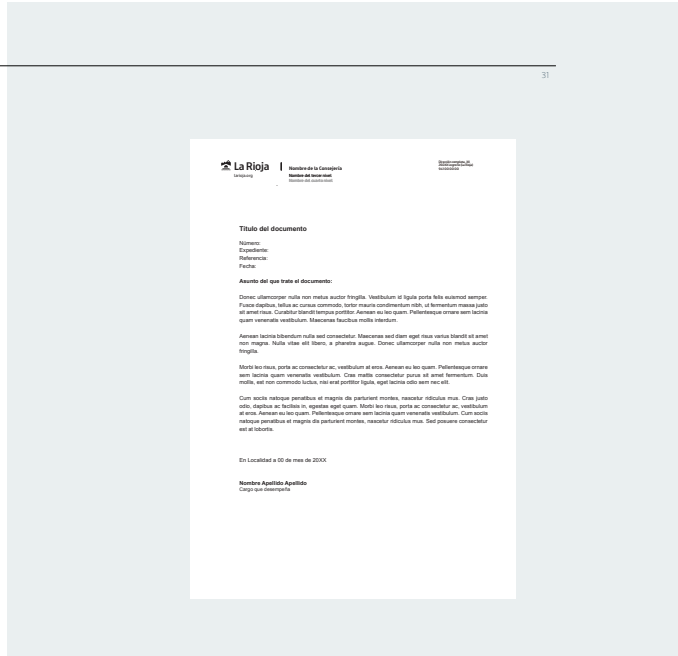 31
La Rioja
Larioja.org
Nombre de la Consejería
Nombre del tercer nivel
Nombre del cuarto nivel
Título del documento
Número:
Expediente:
Referencia:
Fecha:
Asunto del que trate el documento:
Donec ullamcorper nulla non metus auctor fringilla. Vestibulum id ligula porta felis euismod semper.
Fusce dapibus, tellus ac cursus commodo, tortor mauris condimentum nibh, ut fermentum massa justo
sit amet risus. Curabitur blandit tempus porttitor. Aenean eu leo quam. Pellentesque ornare sem lacinia
quam venenatis vestibulum. Maecenas faucibus mollis interdum.
Aenean lacinia bibendum nulla sed consectetur. Maecenas sed diam eget risus varius blandit sit amet
non magna. Nulla vitae elit libero, a pharetra augue. Donec ullamcorper nulla non metus auctor
fringilla.
Morbi leo risus, porta ac consectetur ac, vestibulum at eros. Aenean eu leo quam. Pellentesque ornare
sem lacinia quam venenatis vestibulum. Cras mattis consectetur purus sit amet fermentum. Duis
mollis, est non commodo luctus, nisi erat porttitor ligula, eget lacinia odio sem nec elit.
Cum sociis natoque penatibus et magnis dis parturient montes, nascetur ridiculus mus. Cras justo
odio, dapibus ac facilisis in, egestas eget quam. Morbi leo risus, porta ac consectetur ac, vestibulum
at eros. Aenean eu leo quam. Pellentesque ornare sem lacinia quam venenatis vestibulum. Cum sociis
natoque penatibus et magnis dis parturient montes, nascetur ridiculus mus. Sed posuere consectetur
est at lobortis.
En Localidad a 00 de mes de 20XX
Nombre Apellido Apellido
Cargo que desempeña